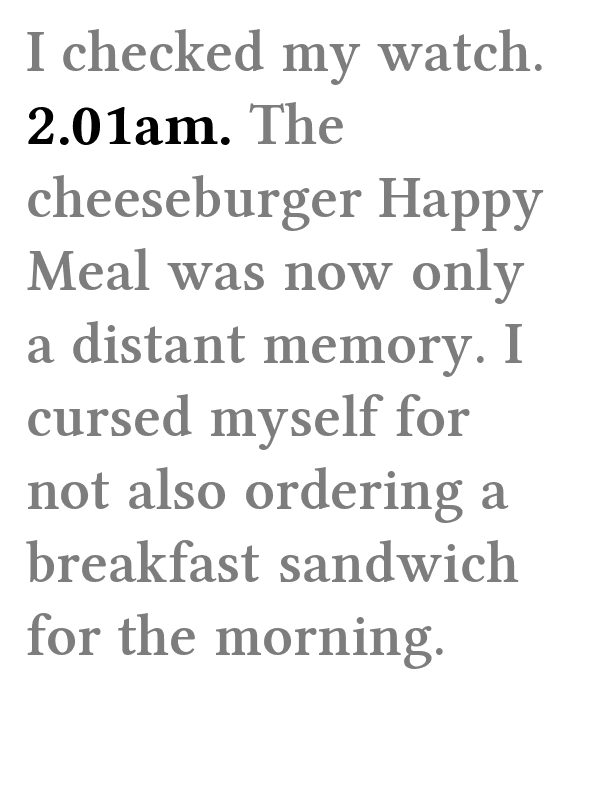 I checked my watch.
2.01am. The
cheeseburger Happy
Meal was now only
a distant memory. I
cursed myself for
not also ordering a
breakfast sandwich
for the morning.